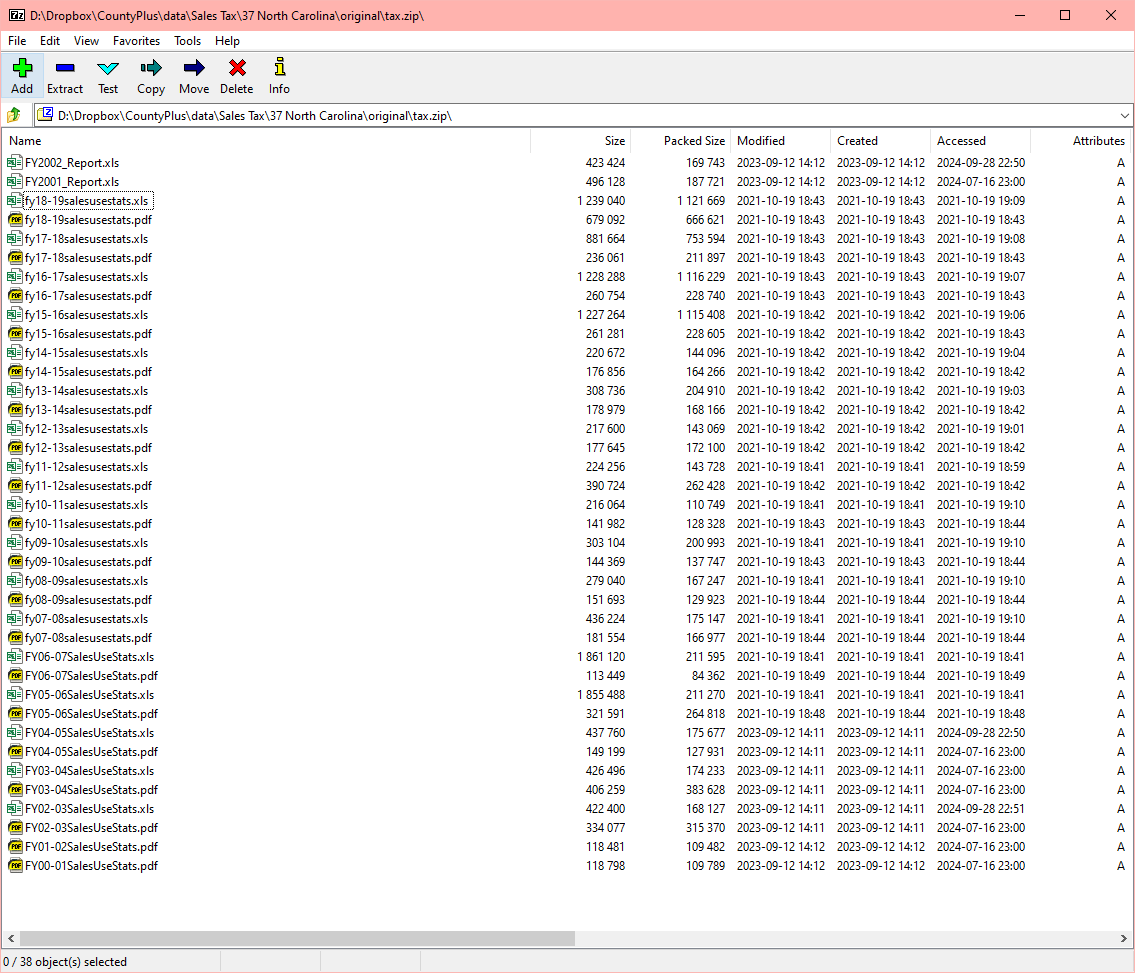 D:\Dropbox\CountyPlus\data\Sales Tax\37 North Carolina\original\tax.zip\
File Edit View Favorites Tools Help
Add Extract Test Copy Move Delete Info
D:\Dropbox\CountyPlus\data\Sales Tax\37 North Carolina\original\tax.zip\
Name Size Packed Size Modified Created Accessed Attributes
FY2002_Report.xls 423 424 169 743 2023-09-12 14:12 2023-09-12 14:12 2024-09-28 22:50 A
FY2001_Report.xls 496 128 187 721 2023-09-12 14:12 2023-09-12 14:12 2024-07-16 23:00 A
fy18-19salesusestats.xls 1 239 040 1 121 669 2021-10-19 18:43 2021-10-19 18:43 2021-10-19 19:09 A
fy18-19salesusestats.pdf 679 092 666 621 2021-10-19 18:43 2021-10-19 18:43 2021-10-19 18:43 A
fy17-18salesusestats.xls 881 664 753 594 2021-10-19 18:43 2021-10-19 18:43 2021-10-19 19:08 A
fy17-18salesusestats.pdf 236 061 211 897 2021-10-19 18:43 2021-10-19 18:43 2021-10-19 18:43 A
fy16-17salesusestats.xls 1 228 288 1 116 229 2021-10-19 18:43 2021-10-19 18:43 2021-10-19 19:07 A
fy16-17salesusestats.pdf 260 754 228 740 2021-10-19 18:43 2021-10-19 18:43 2021-10-19 18:43 A
fy15-16salesusestats.xls 1 227 264 1 115 408 2021-10-19 18:42 2021-10-19 18:42 2021-10-19 19:06 A
fy15-16salesusestats.pdf 261 281 228 605 2021-10-19 18:42 2021-10-19 18:42 2021-10-19 18:43 A
fy14-15salesusestats.xls 220 672 144 096 2021-10-19 18:42 2021-10-19 18:42 2021-10-19 19:04 A
fy14-15salesusestats.pdf 176 856 164 266 2021-10-19 18:42 2021-10-19 18:42 2021-10-19 18:42 A
fy13-14salesusestats.xls 308 736 204 910 2021-10-19 18:42 2021-10-19 18:42 2021-10-19 19:03 A
fy13-14salesusestats.pdf 178 979 168 166 2021-10-19 18:42 2021-10-19 18:42 2021-10-19 18:42 A
fy12-13salesusestats.xls 217 600 143 069 2021-10-19 18:42 2021-10-19 18:42 2021-10-19 19:01 A
fy12-13salesusestats.pdf 177 645 172 100 2021-10-19 18:42 2021-10-19 18:42 2021-10-19 18:42 A
fy11-12salesusestats.xls 224 256 143 728 2021-10-19 18:41 2021-10-19 18:41 2021-10-19 18:59 A
fy11-12salesusestats.pdf 390 724 262 428 2021-10-19 18:42 2021-10-19 18:42 2021-10-19 18:42 A
fy10-11salesusestats.xls 216 064 110 749 2021-10-19 18:41 2021-10-19 18:41 2021-10-19 19:10 A
fy10-11salesusestats.pdf 141 982 128 328 2021-10-19 18:43 2021-10-19 18:43 2021-10-19 18:44 A
fy09-10salesusestats.xls 303 104 200 993 2021-10-19 18:41 2021-10-19 18:41 2021-10-19 19:10 A
fy09-10salesusestats.pdf 144 369 137 747 2021-10-19 18:43 2021-10-19 18:43 2021-10-19 18:44 A
fy08-09salesusestats.xls 279 040 167 247 2021-10-19 18:41 2021-10-19 18:41 2021-10-19 19:10 A
fy08-09salesusestats.pdf 151 693 129 923 2021-10-19 18:44 2021-10-19 18:44 2021-10-19 18:44 A
fy07-08salesusestats.xls 436 224 175 147 2021-10-19 18:41 2021-10-19 18:41 2021-10-19 19:10 A
fy07-08salesusestats.pdf 181 554 166 977 2021-10-19 18:44 2021-10-19 18:44 2021-10-19 18:44 A
FY06-07SalesUseStats.xls 1 861 120 211 595 2021-10-19 18:41 2021-10-19 18:41 2021-10-19 18:41 A
FY06-07SalesUseStats.pdf 113 449 84 362 2021-10-19 18:49 2021-10-19 18:44 2021-10-19 18:49 A
FY05-06SalesUseStats.xls 1 855 488 211 270 2021-10-19 18:41 2021-10-19 18:41 2021-10-19 18:41 A
FY05-06SalesUseStats.pdf 321 591 264 818 2021-10-19 18:48 2021-10-19 18:44 2021-10-19 18:48 A
FY04-05SalesUseStats.xls 437 760 175 677 2023-09-12 14:11 2023-09-12 14:11 2024-09-28 22:50 A
FY04-05SalesUseStats.pdf 149 199 127 931 2023-09-12 14:11 2023-09-12 14:11 2024-07-16 23:00 A
FY03-04SalesUseStats.xls 426 496 174 233 2023-09-12 14:11 2023-09-12 14:11 2024-07-16 23:00 A
FY03-04SalesUseStats.pdf 406 259 383 628 2023-09-12 14:11 2023-09-12 14:11 2024-07-16 23:00 A
FY02-03SalesUseStats.xls 422 400 168 127 2023-09-12 14:11 2023-09-12 14:11 2024-09-28 22:51 A
FY02-03SalesUseStats.pdf 334 077 315 370 2023-09-12 14:11 2023-09-12 14:11 2024-07-16 23:00 A
FY01-02SalesUseStats.pdf 118 481 109 482 2023-09-12 14:12 2023-09-12 14:12 2024-07-16 23:00 A
FY00-01SalesUseStats.pdf 118 798 109 789 2023-09-12 14:12 2023-09-12 14:12 2024-07-16 23:00 A
0 / 38 object(s) selected